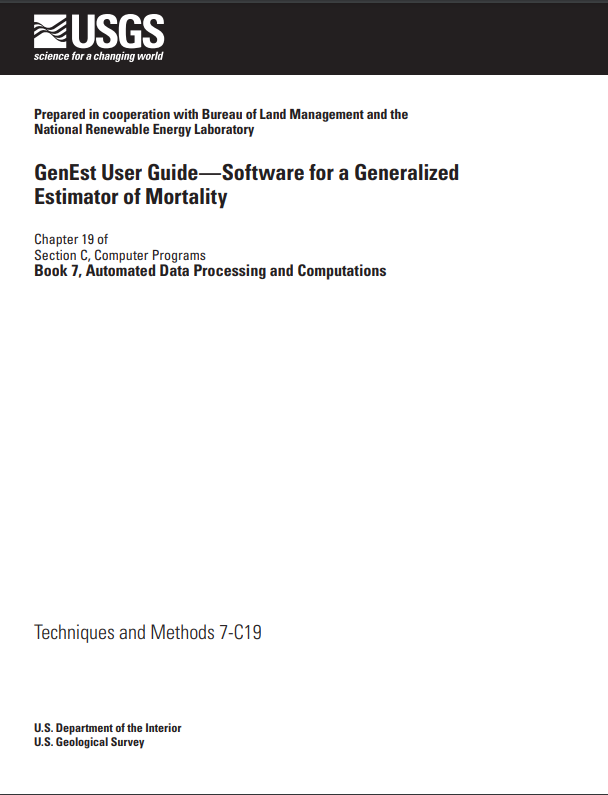 USGS
science for a changing world
Prepared in cooperation with Bureau of Land Management and the
National Renewable Energy Laboratory
GenEst User Guide—Software for a Generalized
Estimator of Mortality
Chapter 19 of
Section C, Computer Programs
Book 7, Automated Data Processing and Computations
Techniques and Methods 7-C19
U.S. Department of the Interior
U.S. Geological Survey